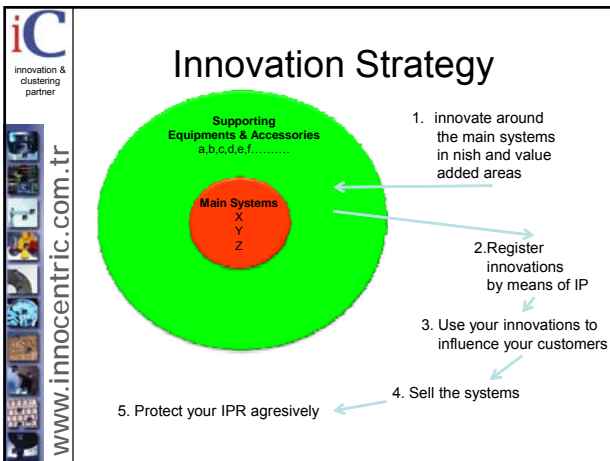 iC
innovation &
clustering
partner
www.innocentric.com.tr
Innovation Strategy
Supporting
Equipments & Accessories
a,b,c,d,e,f..........
Main Systems
X
Y
Z
1. innovate around
the main systems
in nish and value
added areas
2.Register
innovations
by means of IP
3. Use your innovations to
influence your customers
4. Sell the systems
5. Protect your IPR agresively